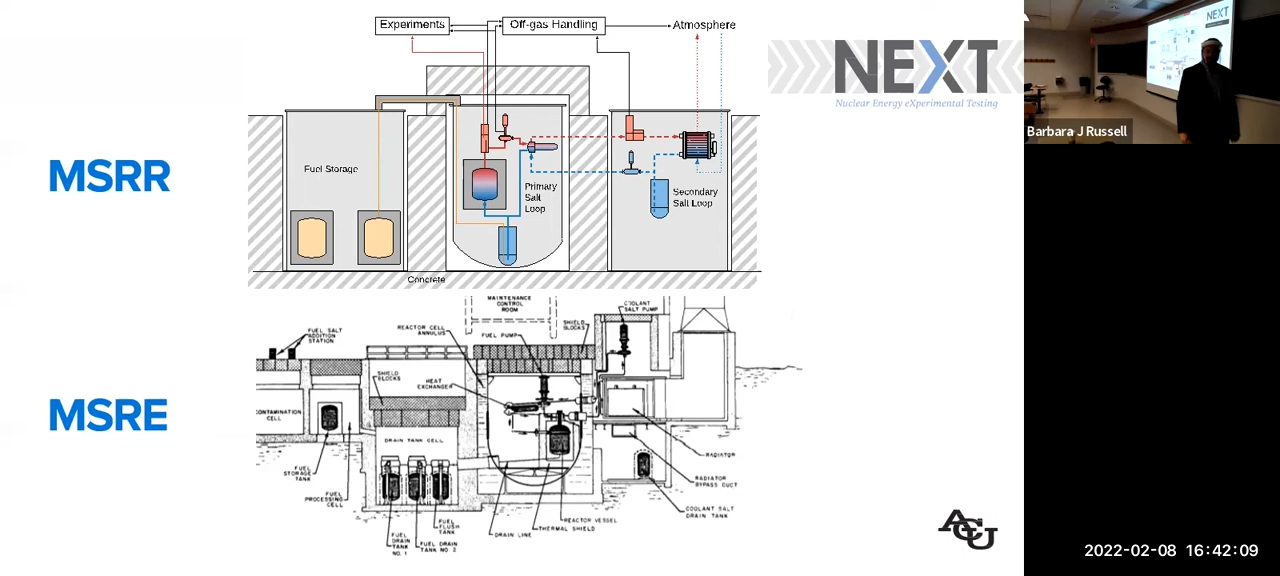 Experiments
Off-gas Handling
Atmosphere
NEXT
Nuclear Energy eXperimental Testing
NEXT
Barbara J Russell
MSRR
Fuel Storage
Primary
Salt
Loop
Secondary
Salt Loop
Concrete
MSRE
MAINTENANCE
CONTROL
ROOM
COOLANT
SALT PUMP
REACTOR CELL
ANNULUS
FUEL PUMP
SHIELD
BLOCKS
FUEL SALT
ADDITION
STATION
SHIELD
BLOCKS
HEAT
EXCHANGER
CONTAMINATION
CELL
DRAIN TANK CELL
FUEL
STORAGE
TANK
FUEL
PROCESSING
CELL
RADIATOR
RADIATOR
BYPASS DUCT
COOLANT SALT
DRAIN TANK
REACTOR VESSEL
THERMAL SHIELD
DRAIN LINE
FUEL
FLUSH
TANK
FUEL DRAIN
TANK NO 2
FUEL
DRAIN
TANK
NO. 1
ACU
2022-02-08 16:42:09